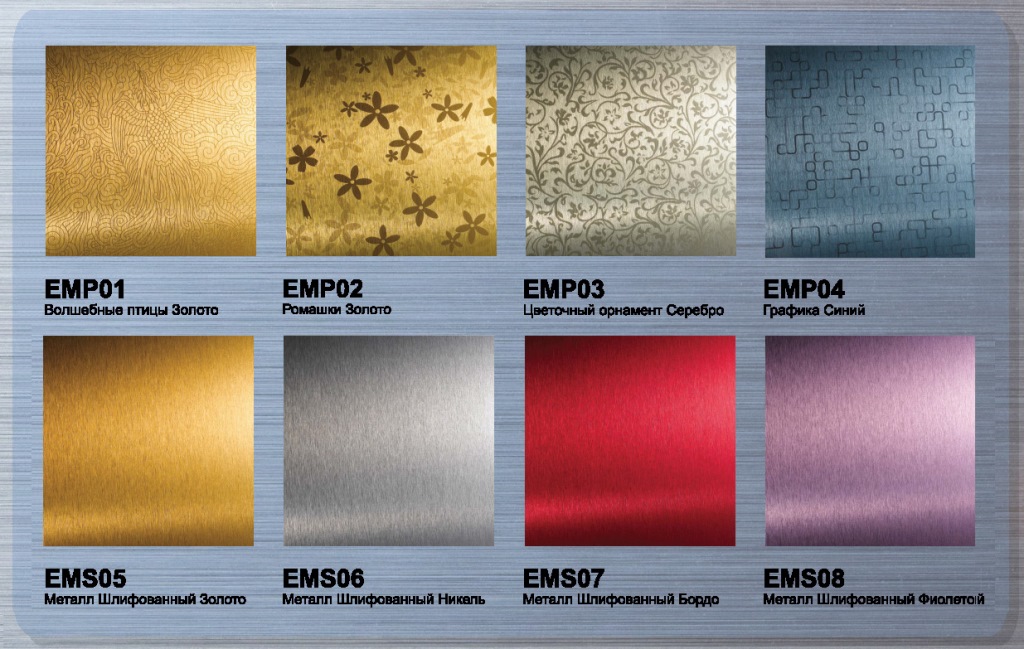 EMP01
Волшебные птицы Золото
EMP02
Ромашки Золото
EMP03
Цветочный орнамент Серебро
EMP04
Графика Синий
EMS05
Металл Шлифованный Золото
EMS06
Металл Шлифованный Никель
EMS07
Металл Шлифованный Бордо
EMS08
Металл Шлифованный Фиолетой